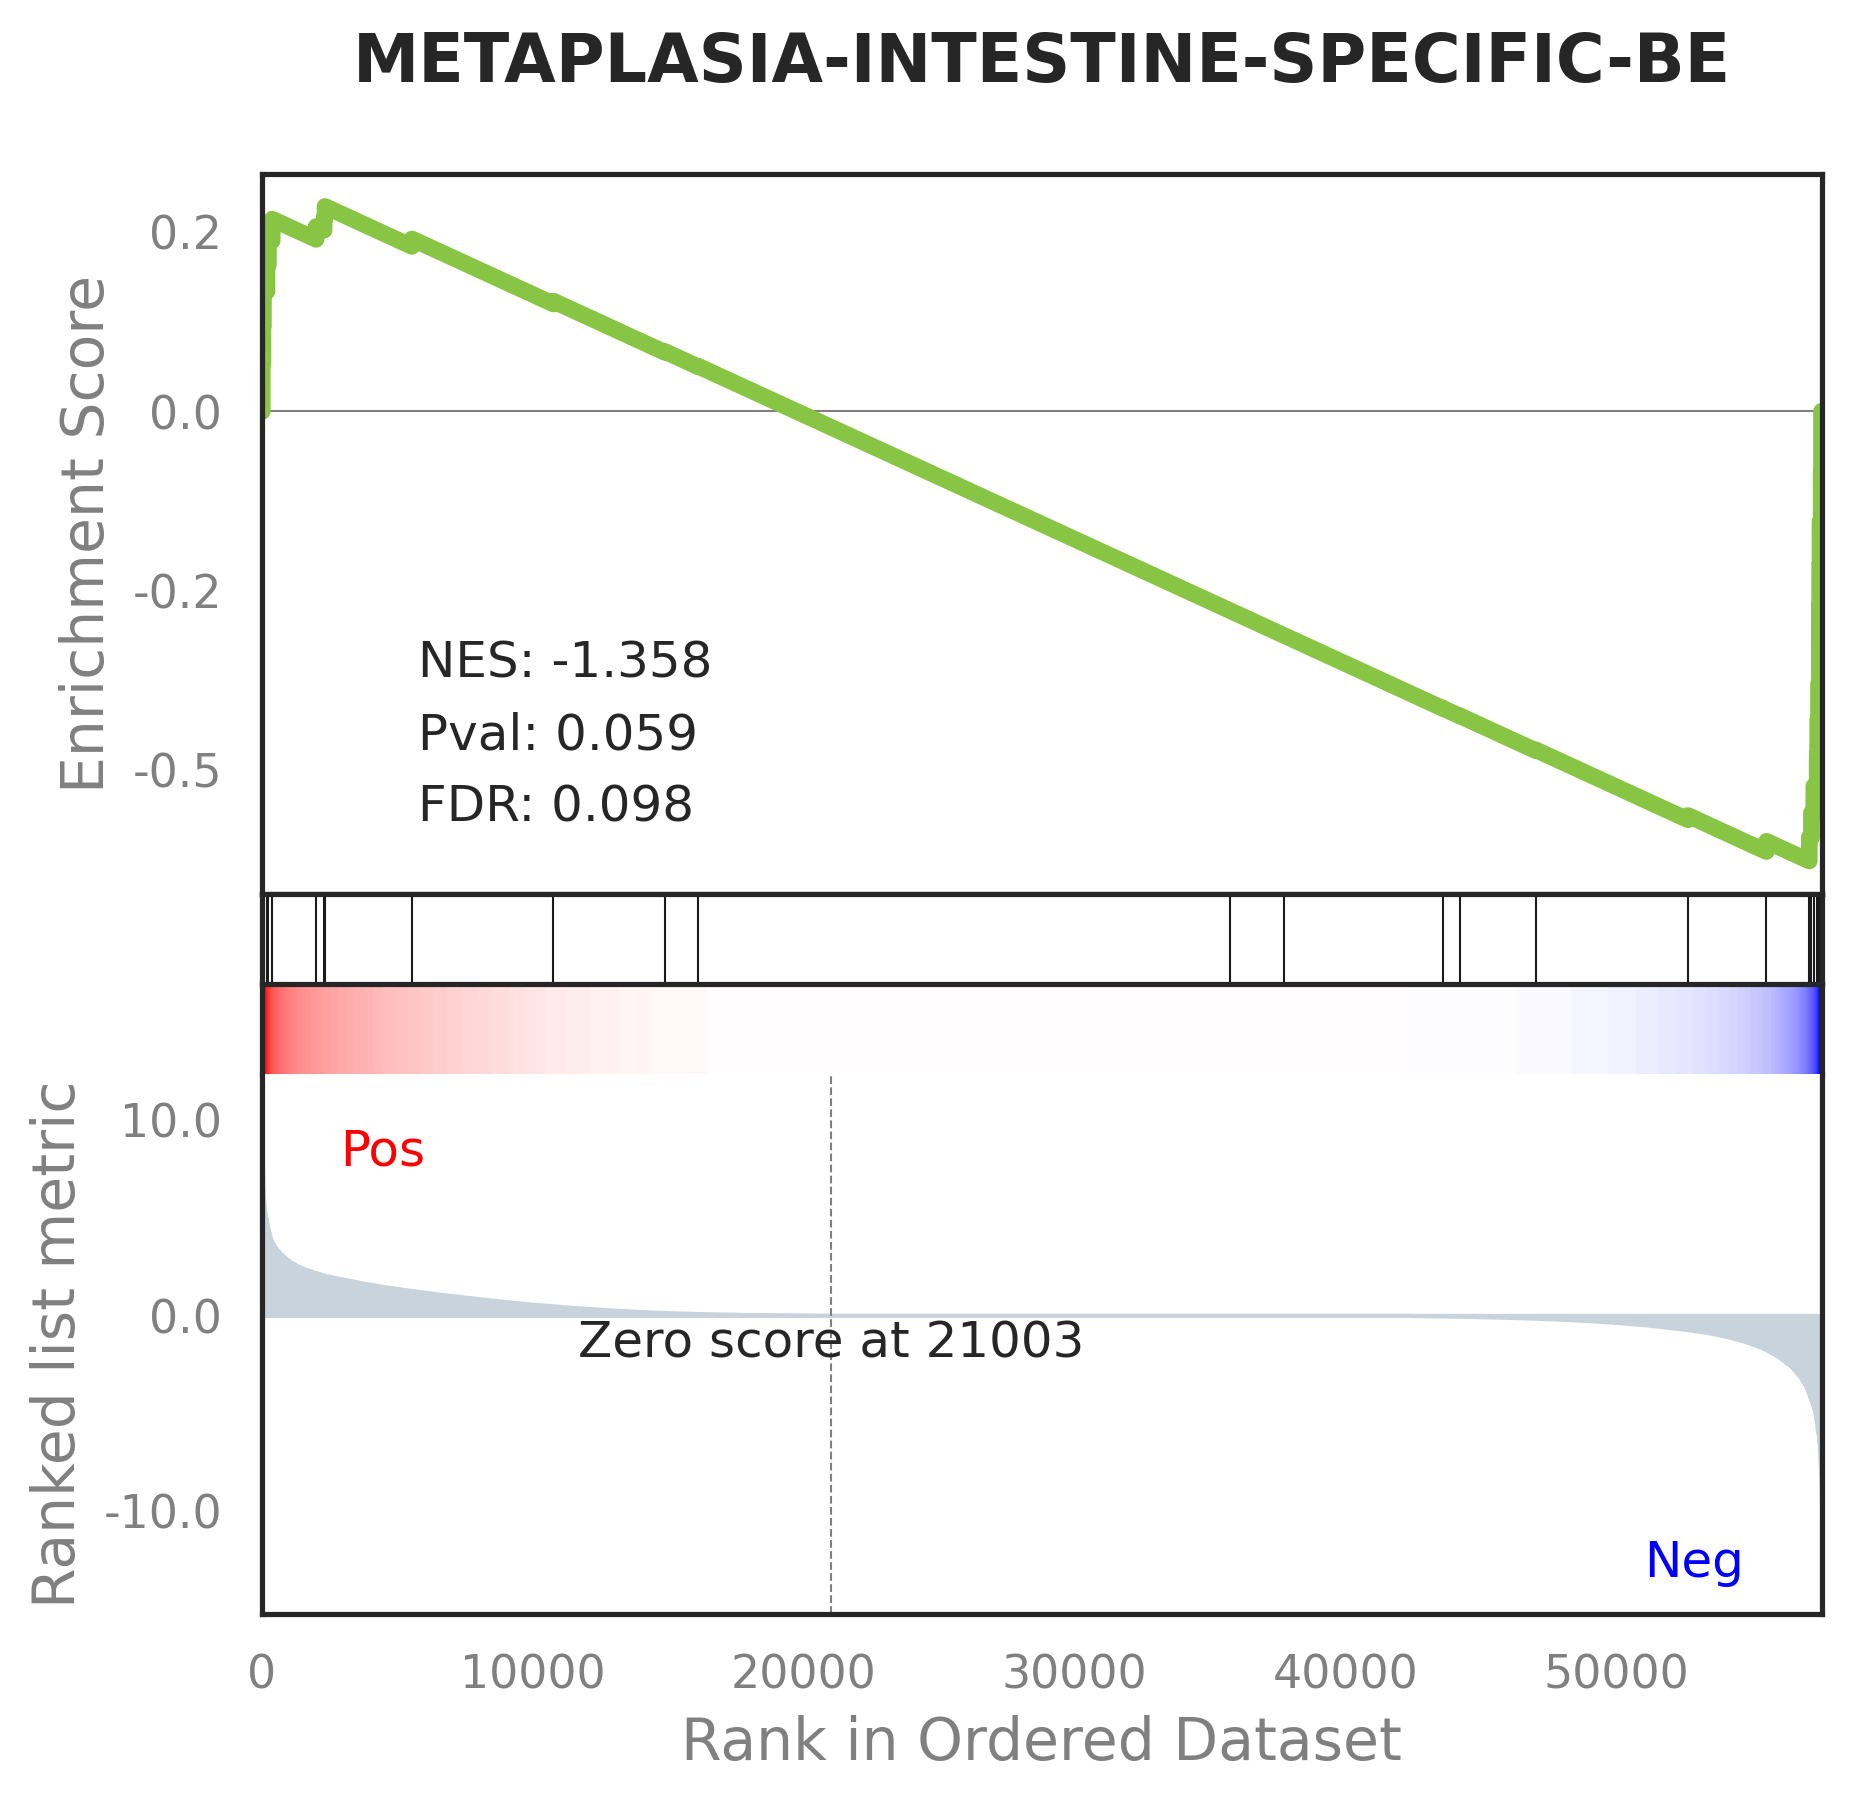 METAPLASIA-INTESTINE-SPECIFIC-BE
Enrichment Score
0.2
0.0
-0.2
-0.5
NES: -1.358
Pval: 0.059
FDR: 0.098
Ranked list metric
10.0
0.0
-10.0
Pos
Zero score at 21003
Neg
0 10000 20000 30000 40000 50000
Rank in Ordered Dataset